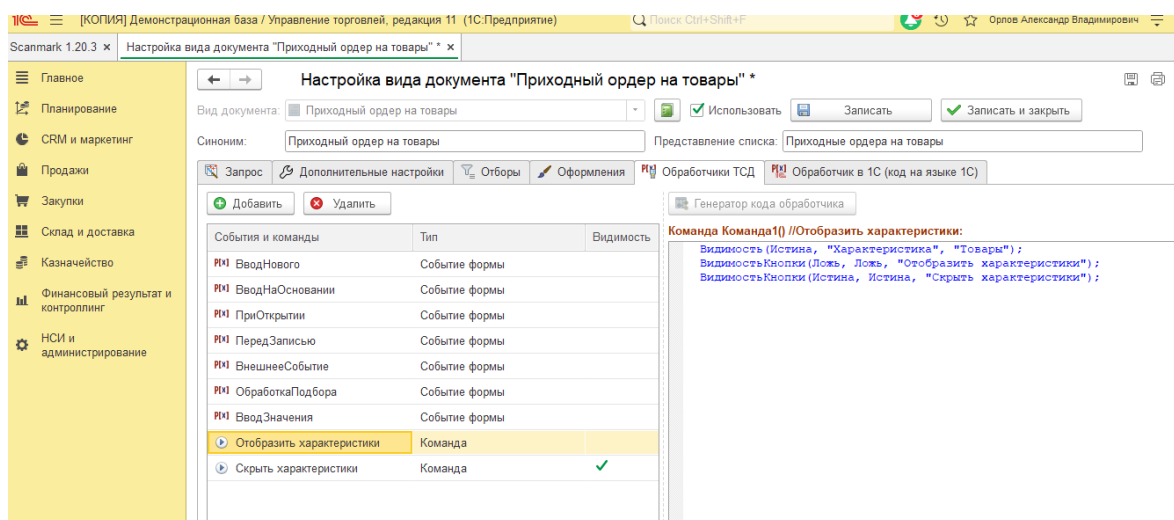 1С [КОПИЯ] Демонстрационная база / Управление торговлей, редакция 11 (1С:Предприятие) Поиск Ctrl+Shift+F Орлов Александр Владимирович
Scanmark 1.20.3 × Настройка вида документа "Приходный ордер на товары" * ×
Главное
Планирование
CRM и маркетинг
Продажи
Закупки
Склад и доставка
Казначейство
Финансовый результат и
контроллинг
НСИ и
администрирование
Настройка вида документа "Приходный ордер на товары" *
Вид документа: Приходный ордер на товары Использовать Записать Записать и закрыть
Синоним: Приходный ордер на товары Представление списка: Приходные ордера на товары
Запрос Дополнительные настройки Отборы Оформления Обработчики ТСД Обработчик в 1С (код на языке 1С)
Добавить Удалить Генератор кода обработчика
События и команды Тип Видимость
P[x] ВводНового Событие формы
P[x] ВводНаОсновании Событие формы
P[x] ПриОткрытии Событие формы
P[x] ПередЗаписью Событие формы
P[x] ВнешнееСобытие Событие формы
P[x] ОбработкаПодбора Событие формы
P[x] ВводЗначения Событие формы
Отобразить характеристики Команда
Скрыть характеристики Команда
Команда Команда1() //Отобразить характеристики:
Видимость(Истина, "Характеристика", "Товары");
ВидимостьКнопки(Ложь, Ложь, "Отобразить характеристики");
ВидимостьКнопки(Истина, Истина, "Скрыть характеристики");